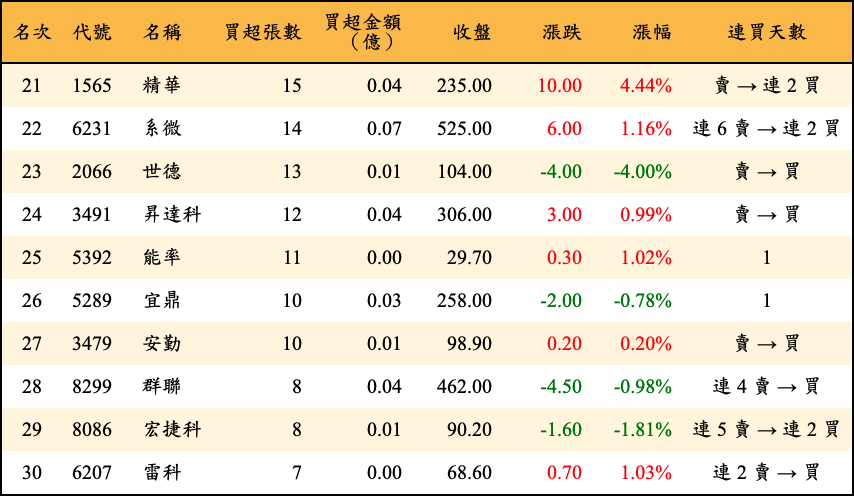 名次 代號 名稱 買超張數 買超金額（億） 收盤 漲跌 漲幅 連買天數
21 1565 精華 15 0.04 235.00 10.00 4.44% 賣 → 連 2 買
22 6231 系微 14 0.07 525.00 6.00 1.16% 連 6 賣 → 連 2 買
23 2066 世德 13 0.01 104.00 -4.00 -4.00% 賣 → 買
24 3491 昇達科 12 0.04 306.00 3.00 0.99% 賣 → 買
25 5392 能率 11 0.00 29.70 0.30 1.02% 1
26 5289 宜鼎 10 0.03 258.00 -2.00 -0.78% 1
27 3479 安勤 10 0.01 98.90 0.20 0.20% 賣 → 買
28 8299 群聯 8 0.04 462.00 -4.50 -0.98% 連 4 賣 → 買
29 8086 宏捷科 8 0.01 90.20 -1.60 -1.81% 連 5 賣 → 連 2 買
30 6207 雷科 7 0.00 68.60 0.70 1.03% 連 2 賣 → 買